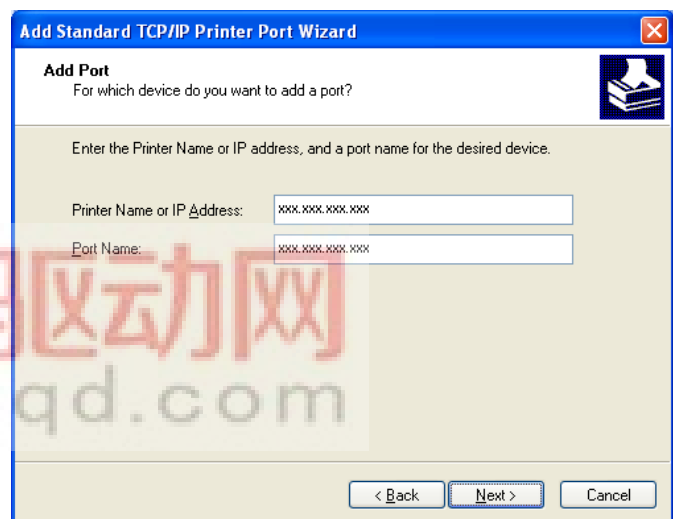 Add Standard TCP/IP Printer Port Wizard
Add Port
For which device do you want to add a port?
Enter the Printer Name or IP address, and a port name for the desired device.
Printer Name or IP Address: xxx.xxx.xxx.xxx
Port Name: xxx.xxx.xxx.xxx
驱动网
qd.com
< Back Next > Cancel